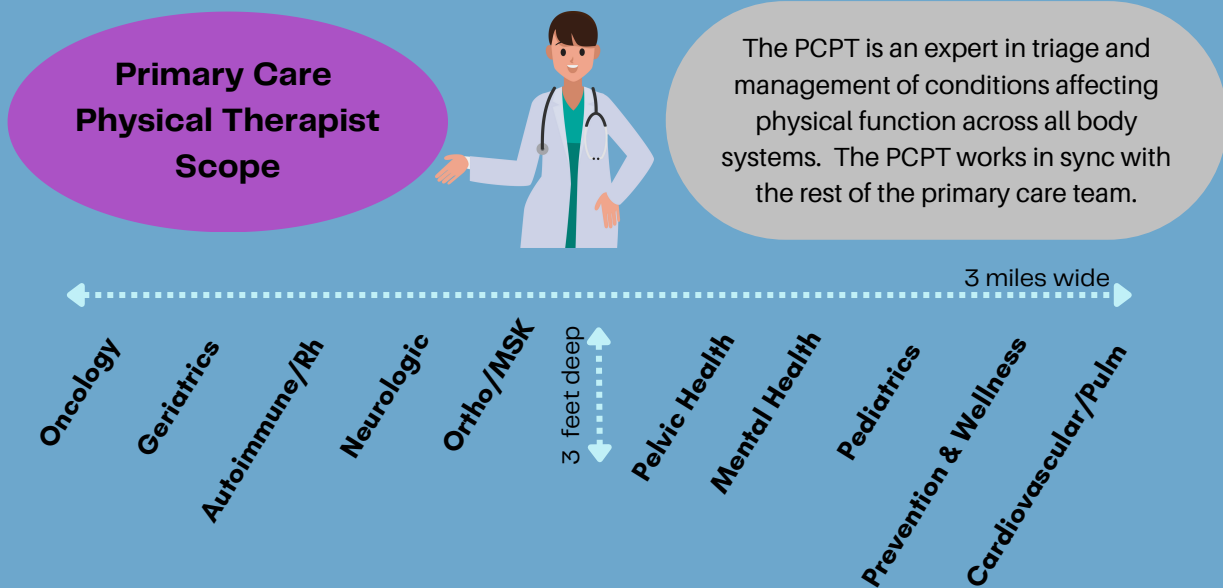 Primary Care
Physical Therapist
Scope
The PCPT is an expert in triage and
management of conditions affecting
physical function across all body
systems.  The PCPT works in sync with
the rest of the primary care team.
3 miles wide
Oncology
Geriatrics
Autoimmune/Rh
Neurologic
Ortho/MSK
3 feet deep
Pelvic Health
Mental Health
Pediatrics
Prevention & Wellness
Cardiovascular/Pulm